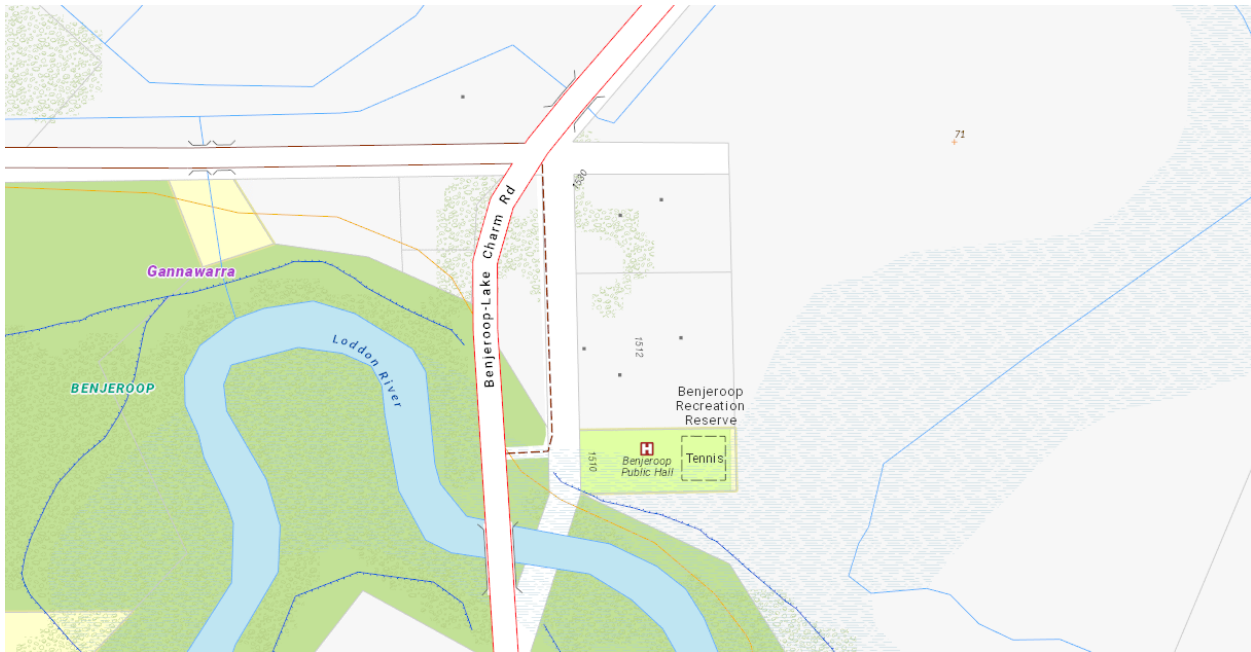 71
1530
Benjeroop-Lake Charm Rd
Gannawarra
Loddon River
1512
BENJEROOP
Benjeroop
Recreation
Reserve
H
Benjeroop
Public Hall
Tennis
1510